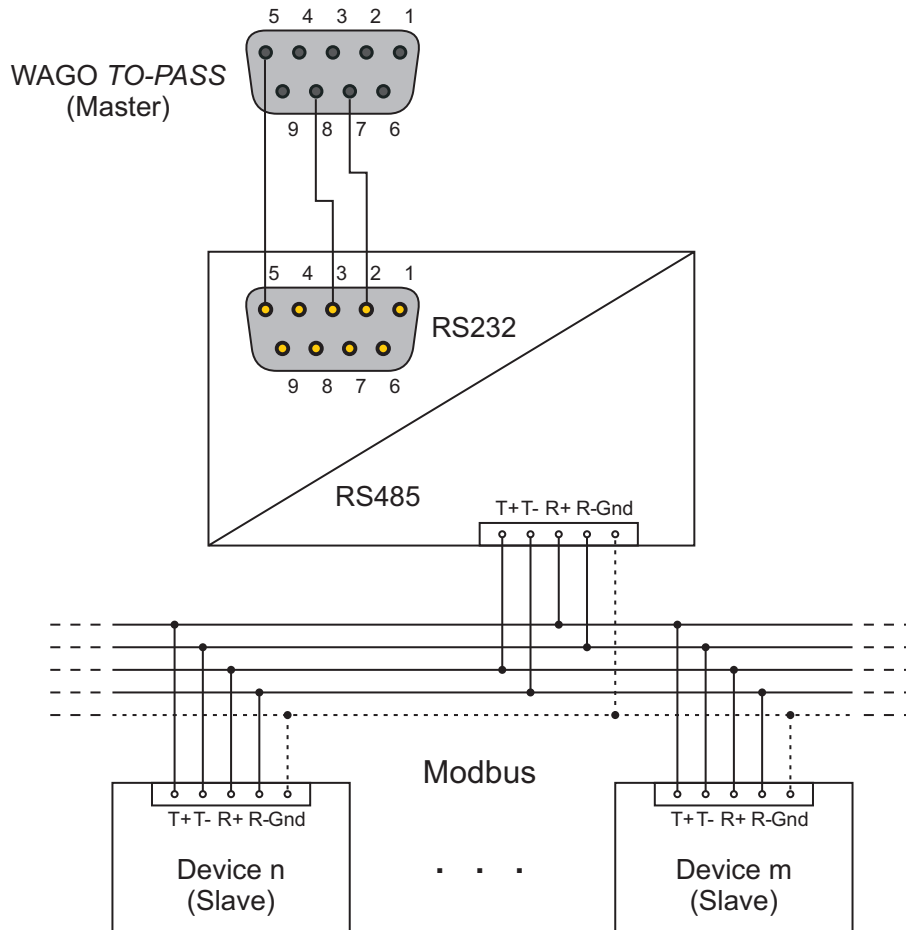 5 4 3 2 1
WAGO TO-PASS
(Master)
9 8 7 6
5 4 3 2 1
RS232
9 8 7 6
RS485
T+ T- R+ R- Gnd
Modbus
T+ T- R+ R- Gnd
T+ T- R+ R- Gnd
Device n
(Slave)
. . .
Device m
(Slave)